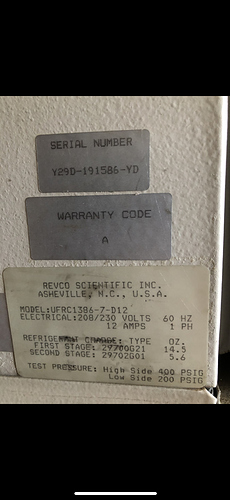 SERIAL NUMBER
Y29D-191586-YD
WARRANTY CODE
A
REVCO SCIENTIFIC INC.
ASHEVILLE, N.C., U.S.A.
MODEL:UFRC1386-7-D12
ELECTRICAL:208/230 VOLTS 60 HZ
12 AMPS 1 PH
REFRIGERANT CHARGE: TYPE OZ.
FIRST STAGE: 29700G21 14.5
SECOND STAGE: 29702G01 5.6
TEST PRESSURE: High Side 400 PSIG
Low Side 200 PSIG